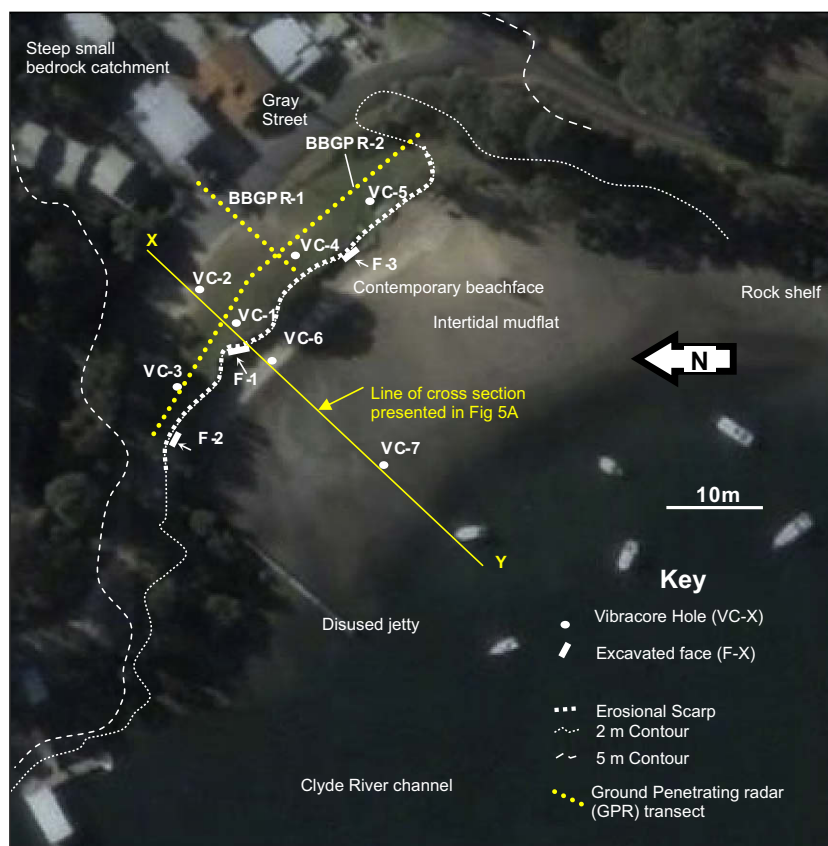 Steep small
bedrock catchment
Gray
Street
BBGPR-2
BBGPR-1
VC-5
X
VC-4
VC-2
F-3
Contemporary beachface
Rock shelf
VC-1
Intertidal mudflat
VC-6
N
VC-3
F-1
Line of cross section
presented in Fig 5A
F-2
VC-7
10m
Y
Key
Vibracore Hole (VC-X)
Disused jetty
Excavated face (F-X)
Erosional Scarp
2 m Contour
5 m Contour
Clyde River channel
Ground Penetrating radar
(GPR) transect